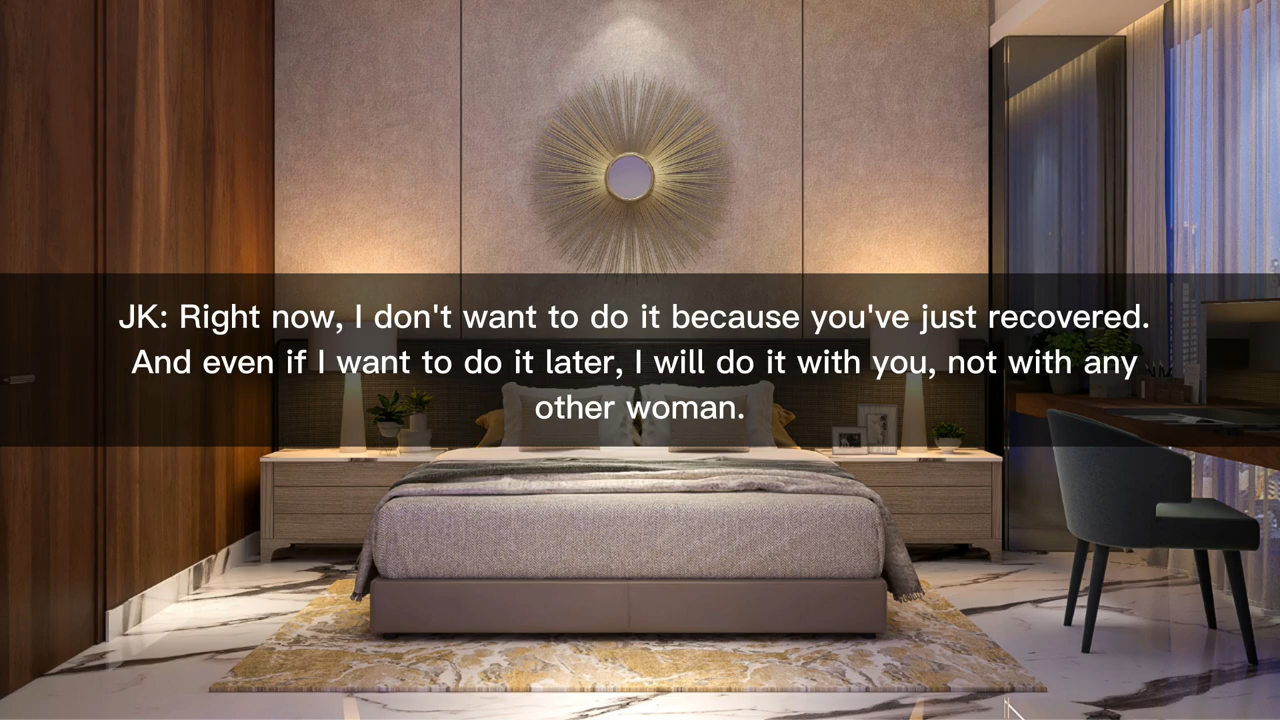 JK: Right now, I don't want to do it because you've just recovered.
And even if I want to do it later, I will do it with you, not with any
other woman.